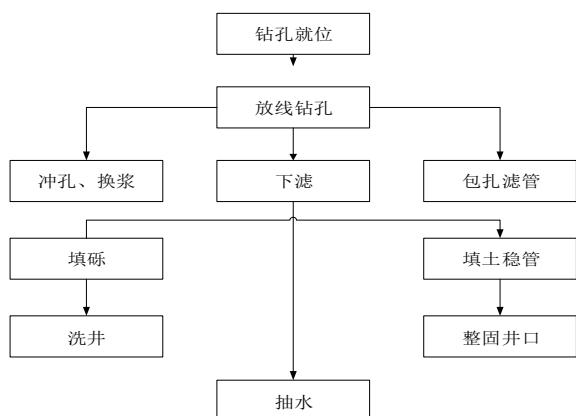 钻孔就位
放线钻孔
冲孔、换浆
下滤
包扎滤管
填砾
填土稳管
洗井
整固井口
抽水